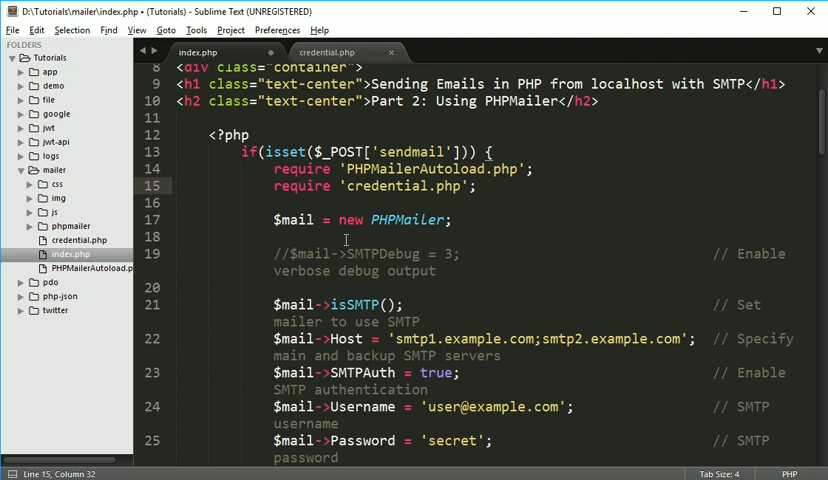 D:\Tutorials\mailer\index.php • (Tutorials) - Sublime Text (UNREGISTERED)
File Edit Selection Find View Goto Tools Project Preferences Help
FOLDERS
Tutorials
app
demo
file
google
jwt
jwt-api
logs
mailer
css
img
js
phpmailer
credential.php
index.php
PHPMailerAutoload.p
pdo
php-json
twitter
index.php credential.php
8 <div class="container">
9 <h1 class="text-center">Sending Emails in PHP from localhost with SMTP</h1>
10 <h2 class="text-center">Part 2: Using PHPMailer</h2>
11
12 <?php
13 if(isset($_POST['sendmail'])) {
14 require 'PHPMailerAutoload.php';
15 require 'credential.php';
16
17 $mail = new PHPMailer;
18
19 //$mail->SMTPDebug = 3; // Enable
verbose debug output
20
21 $mail->isSMTP(); // Set
mailer to use SMTP
22 $mail->Host = 'smtp1.example.com;smtp2.example.com'; // Specify
main and backup SMTP servers
23 $mail->SMTPAuth = true; // Enable
SMTP authentication
24 $mail->Username = 'user@example.com'; // SMTP
username
25 $mail->Password = 'secret'; // SMTP
password
Line 15, Column 32 Tab Size: 4 PHP